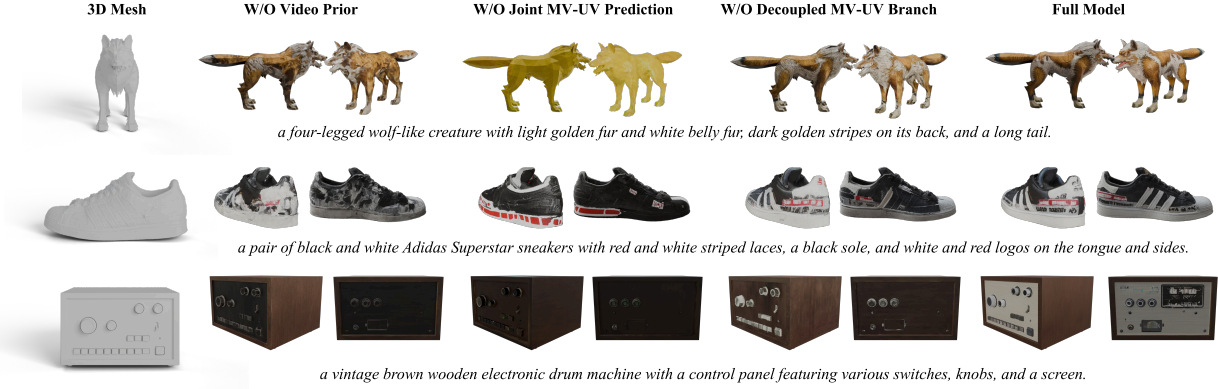 3D Mesh W/O Video Prior W/O Joint MV-UV Prediction W/O Decoupled MV-UV Branch Full Model
a four-legged wolf-like creature with light golden fur and white belly fur, dark golden stripes on its back, and a long tail.
a pair of black and white Adidas Superstar sneakers with red and white striped laces, a black sole, and white and red logos on the tongue and sides.
a vintage brown wooden electronic drum machine with a control panel featuring various switches, knobs, and a screen.